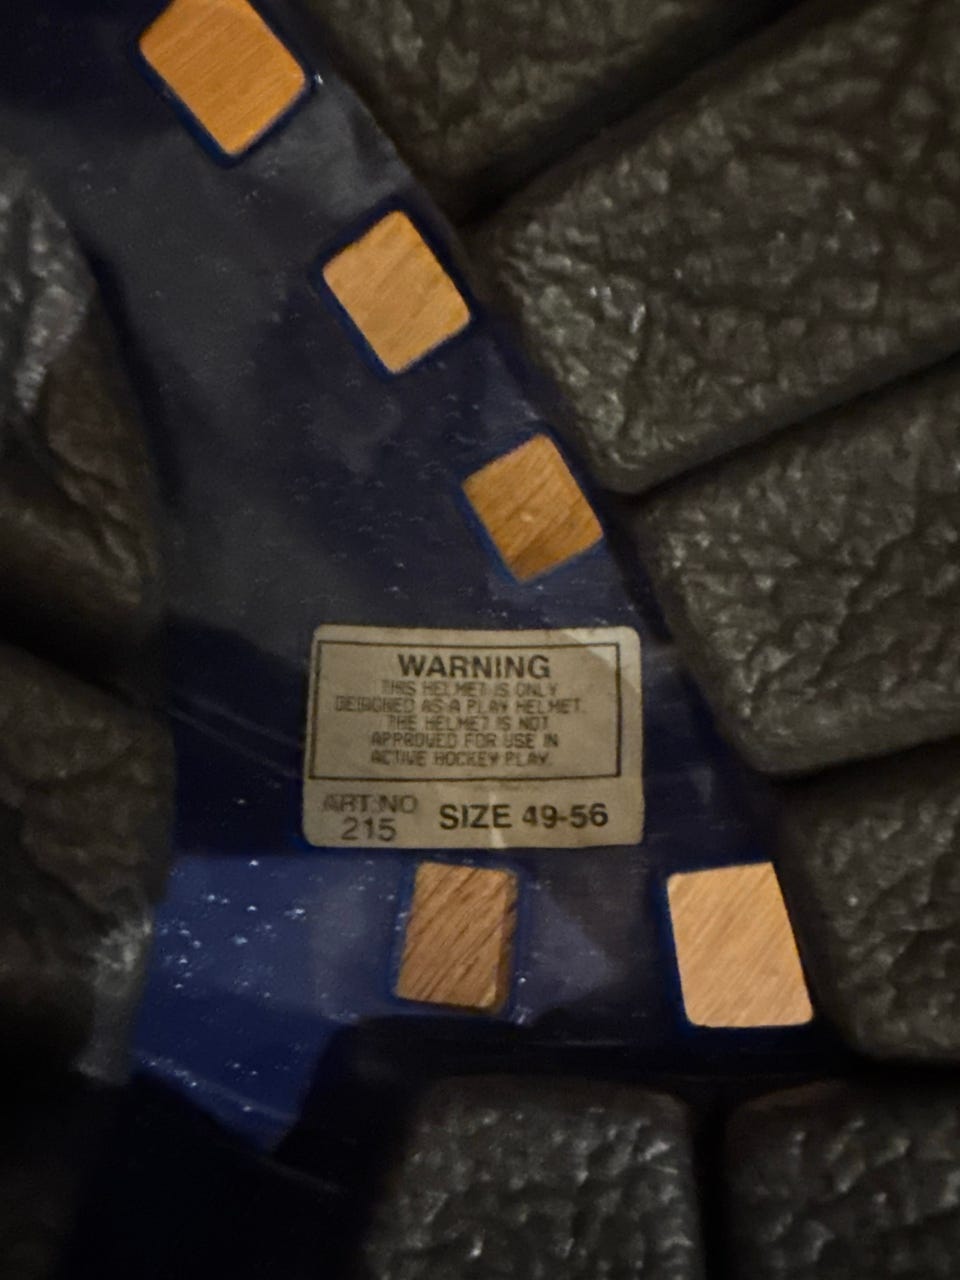 WARNING
THIS HELMET IS ONLY
DESIGNED AS A PLAY HELMET.
THE HELMET IS NOT
APPROVED FOR USE IN
ACTIVE HOCKEY PLAY.
ART.NO
215
SIZE 49-56